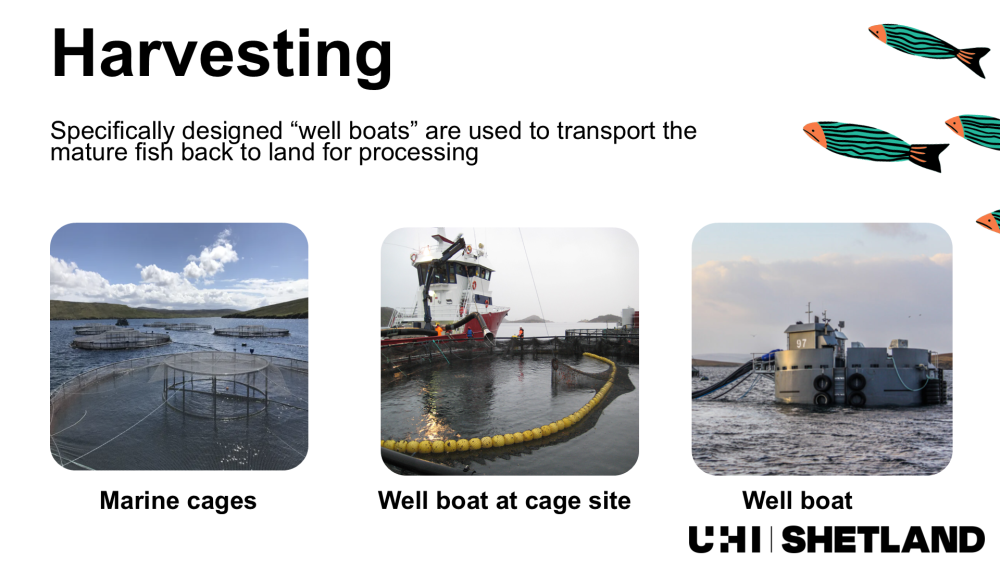 Harvesting
Specifically designed “well boats” are used to transport the
mature fish back to land for processing
97
Marine cages
Well boat at cage site
Well boat
UHI | SHETLAND